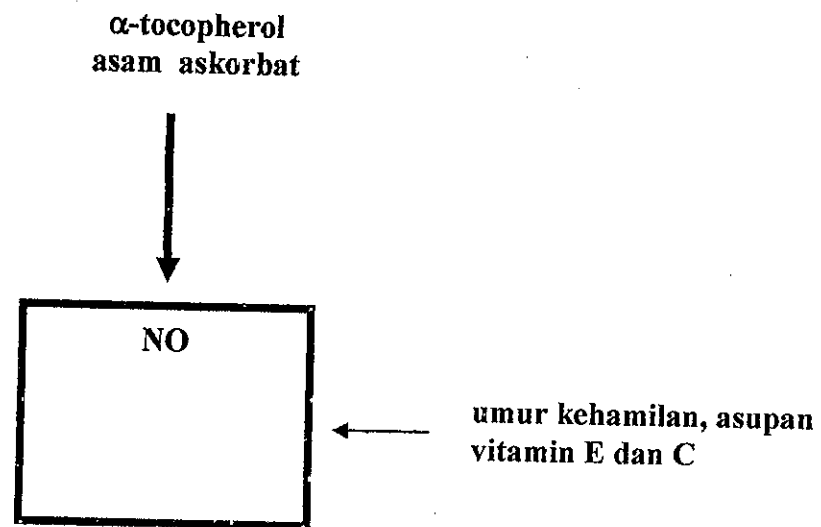 α-tocopherol
asam askorbat
NO
umur kehamilan, asupan
vitamin E dan C